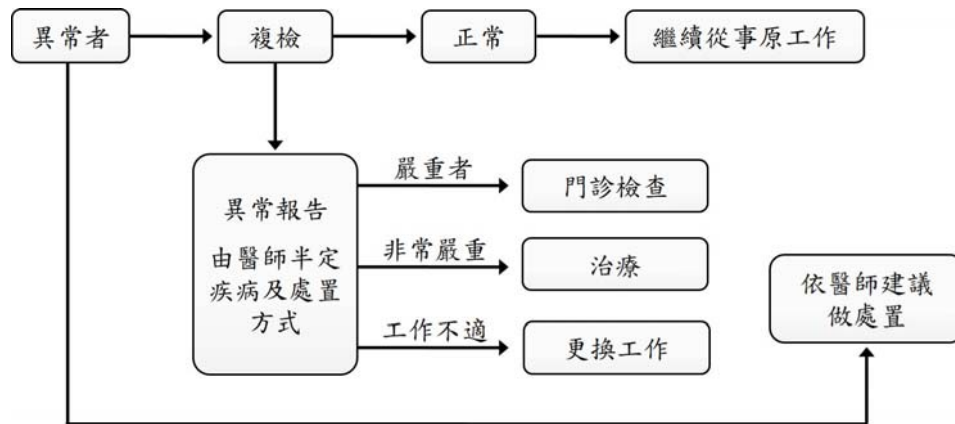 異常者
複檢
正常
繼續從事原工作
異常報告
由醫師半定
疾病及處置
方式
嚴重者
門診檢查
非常嚴重
治療
工作不適
更換工作
依醫師建議
做處置